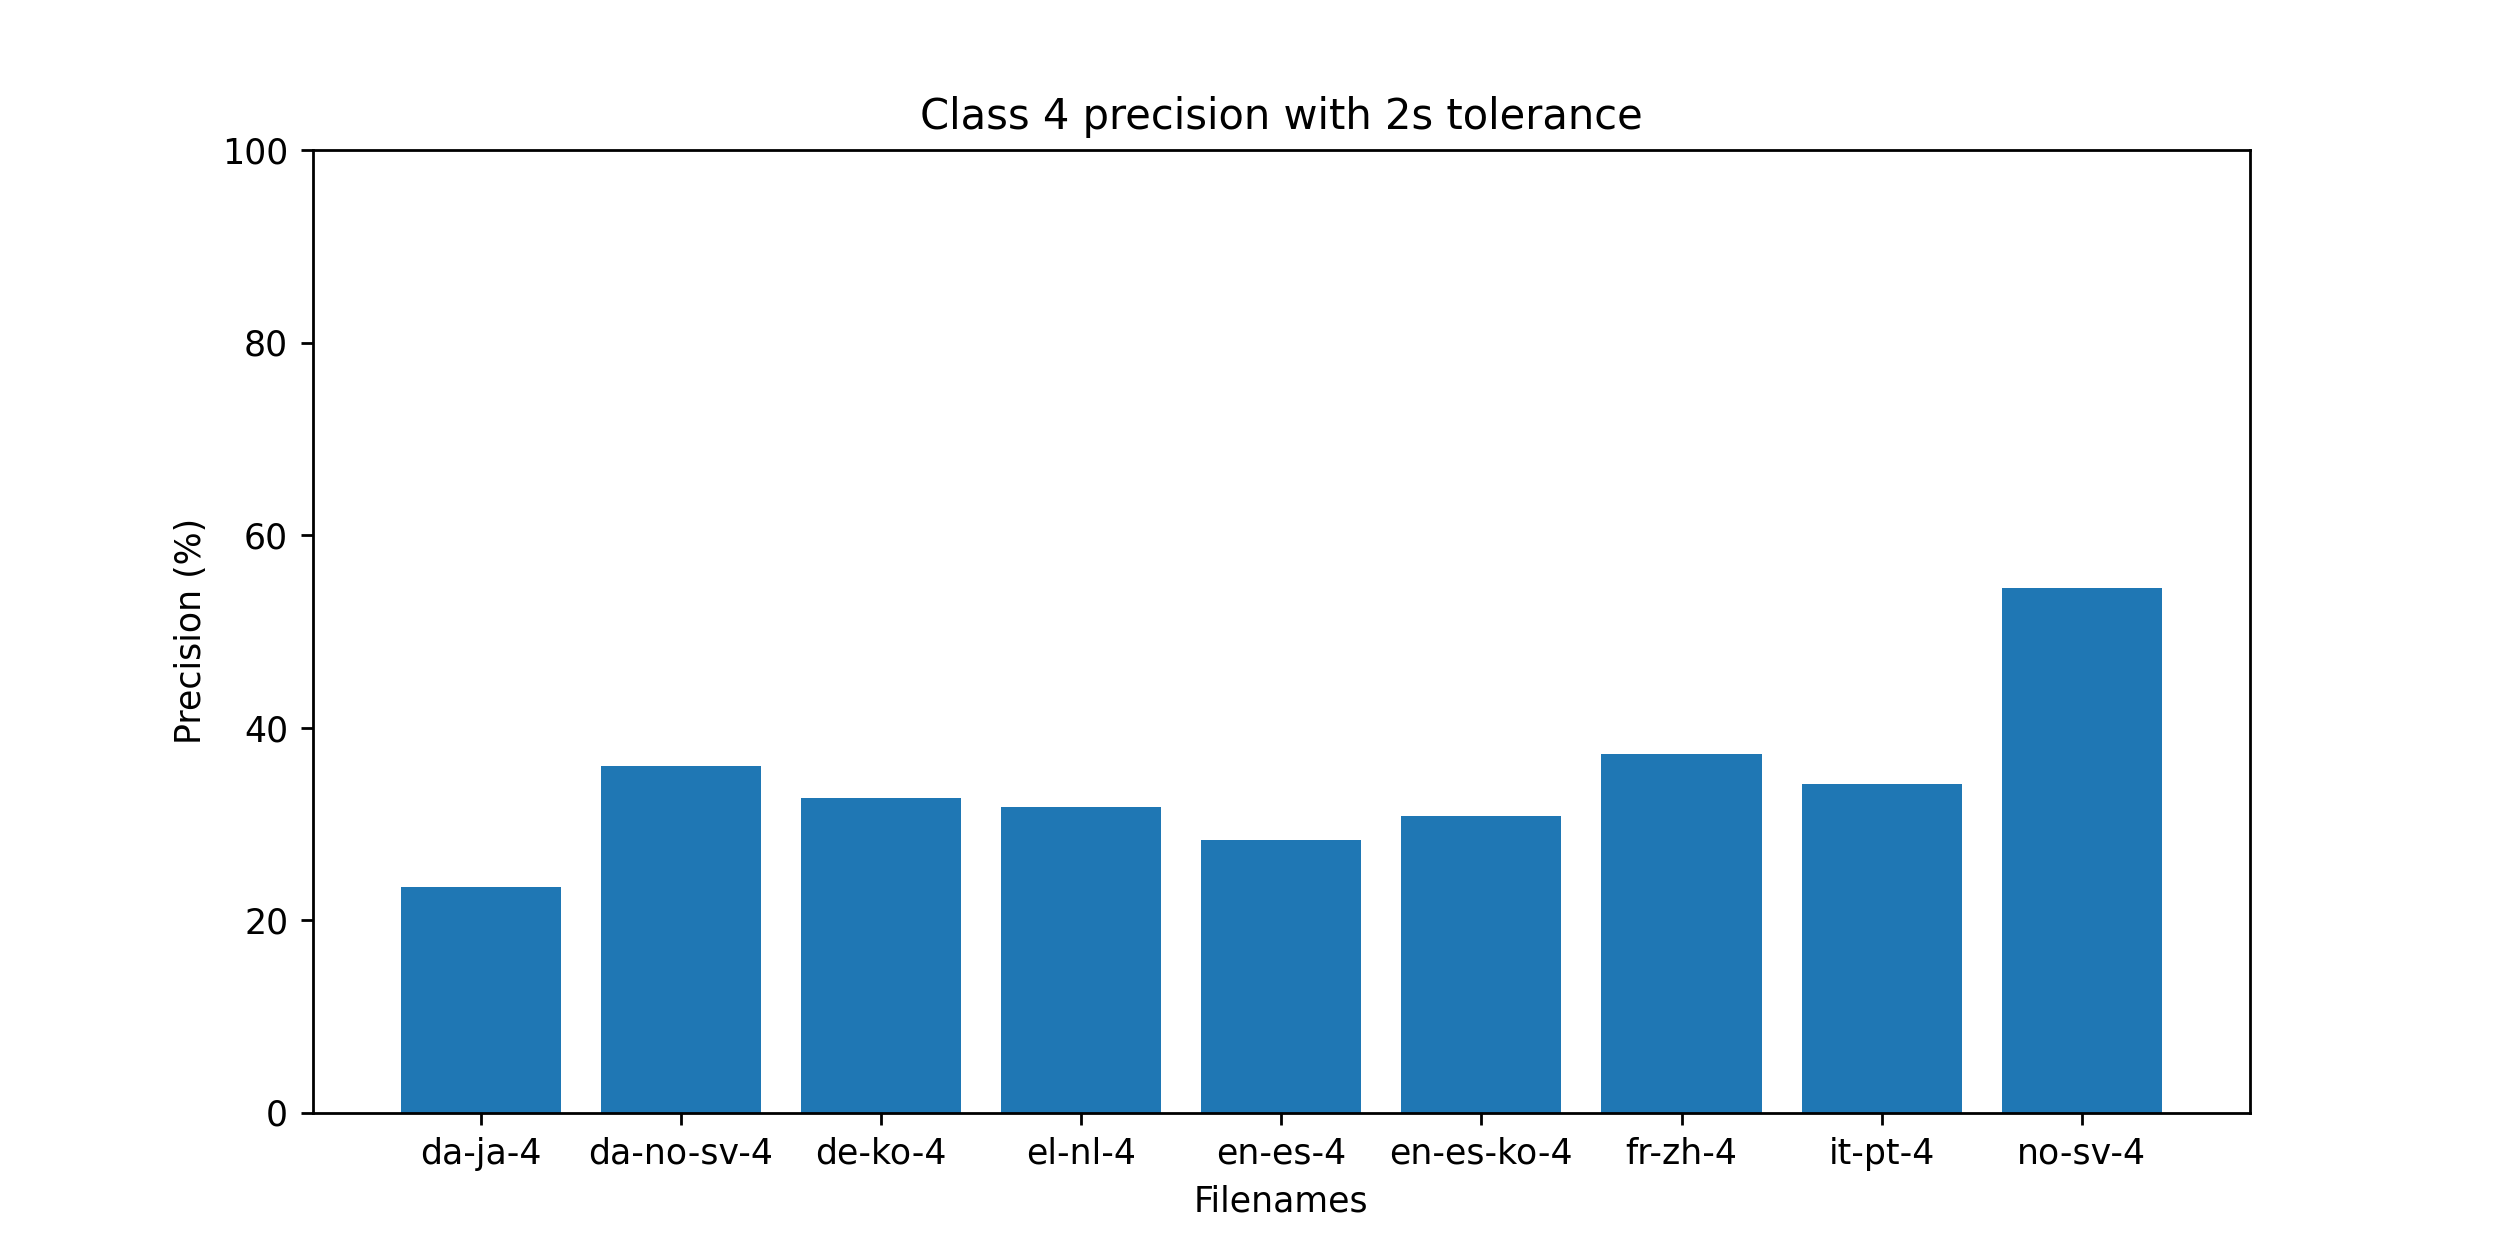 Class 4 precision with 2s tolerance
100
80
60
40
20
0
Precision (%)
da-ja-4 da-no-sv-4 de-ko-4 el-nl-4 en-es-4 en-es-ko-4 fr-zh-4 it-pt-4 no-sv-4
Filenames